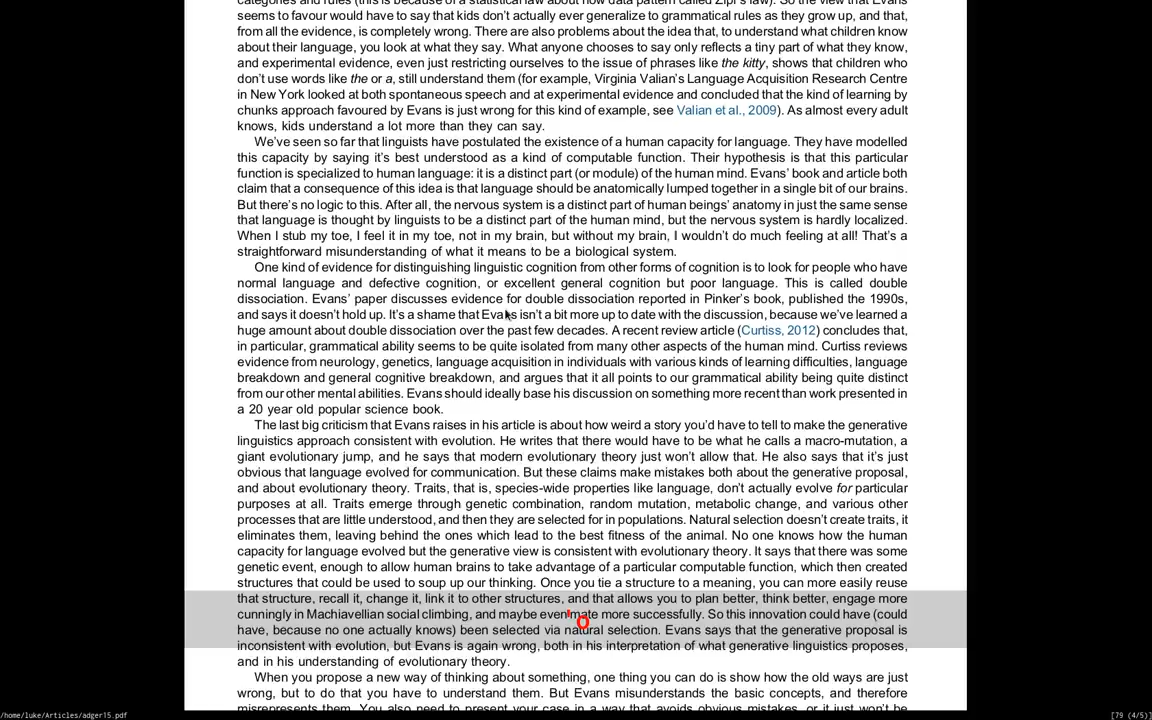 categories and rules (this is because of a statistical law about how data pattern called Zipf's law). So the view that Evans
seems to favour would have to say that kids don't actually ever generalize to grammatical rules as they grow up, and that,
from all the evidence, is completely wrong. There are also problems about the idea that, to understand what children know
about their language, you look at what they say. What anyone chooses to say only reflects a tiny part of what they know,
and experimental evidence, even just restricting ourselves to the issue of phrases like the kitty, shows that children who
don't use words like the or a, still understand them (for example, Virginia Valian's Language Acquisition Research Centre
in New York looked at both spontaneous speech and at experimental evidence and concluded that the kind of learning by
chunks approach favoured by Evans is just wrong for this kind of example, see Valian et al., 2009). As almost every adult
knows, kids understand a lot more than they can say.
We've seen so far that linguists have postulated the existence of a human capacity for language. They have modelled
this capacity by saying it's best understood as a kind of computable function. Their hypothesis is that this particular
function is specialized to human language: it is a distinct part (or module) of the human mind. Evans' book and article both
claim that a consequence of this idea is that language should be anatomically lumped together in a single bit of our brains.
But there's no logic to this. After all, the nervous system is a distinct part of human beings' anatomy in just the same sense
that language is thought by linguists to be a distinct part of the human mind, but the nervous system is hardly localized.
When I stub my toe, I feel it in my toe, not in my brain, but without my brain, I wouldn't do much feeling at all! That's a
straightforward misunderstanding of what it means to be a biological system.
One kind of evidence for distinguishing linguistic cognition from other forms of cognition is to look for people who have
normal language and defective cognition, or excellent general cognition but poor language. This is called double
dissociation. Evans' paper discusses evidence for double dissociation reported in Pinker's book, published the 1990s,
and says it doesn't hold up. It's a shame that Evans isn't a bit more up to date with the discussion, because we've learned a
huge amount about double dissociation over the past few decades. A recent review article (Curtiss, 2012) concludes that,
in particular, grammatical ability seems to be quite isolated from many other aspects of the human mind. Curtiss reviews
evidence from neurology, genetics, language acquisition in individuals with various kinds of learning difficulties, language
breakdown and general cognitive breakdown, and argues that it all points to our grammatical ability being quite distinct
from our other mental abilities. Evans should ideally base his discussion on something more recent than work presented in
a 20 year old popular science book.
The last big criticism that Evans raises in his article is about how weird a story you'd have to tell to make the generative
linguistics approach consistent with evolution. He writes that there would have to be what he calls a macro-mutation, a
giant evolutionary jump, and he says that modern evolutionary theory just won't allow that. He also says that it's just
obvious that language evolved for communication. But these claims make mistakes both about the generative proposal,
and about evolutionary theory. Traits, that is, species-wide properties like language, don't actually evolve for particular
purposes at all. Traits emerge through genetic combination, random mutation, metabolic change, and various other
processes that are little understood, and then they are selected for in populations. Natural selection doesn't create traits, it
eliminates them, leaving behind the ones which lead to the best fitness of the animal. No one knows how the human
capacity for language evolved but the generative view is consistent with evolutionary theory. It says that there was some
genetic event, enough to allow human brains to take advantage of a particular computable function, which then created
structures that could be used to soup up our thinking. Once you tie a structure to a meaning, you can more easily reuse
that structure, recall it, change it, link it to other structures, and that allows you to plan better, think better, engage more
cunningly in Machiavellian social climbing, and maybe even mate more successfully. So this innovation could have (could
have, because no one actually knows) been selected via natural selection. Evans says that the generative proposal is
inconsistent with evolution, but Evans is again wrong, both in his interpretation of what generative linguistics proposes,
and in his understanding of evolutionary theory.
When you propose a new way of thinking about something, one thing you can do is show how the old ways are just
wrong, but to do that you have to understand them. But Evans misunderstands the basic concepts, and therefore
misrepresents them. You also need to present your case in a way that avoids obvious mistakes, or it just won't be
/home/luke/Articles/adger15.pdf
[79 (4/5)]